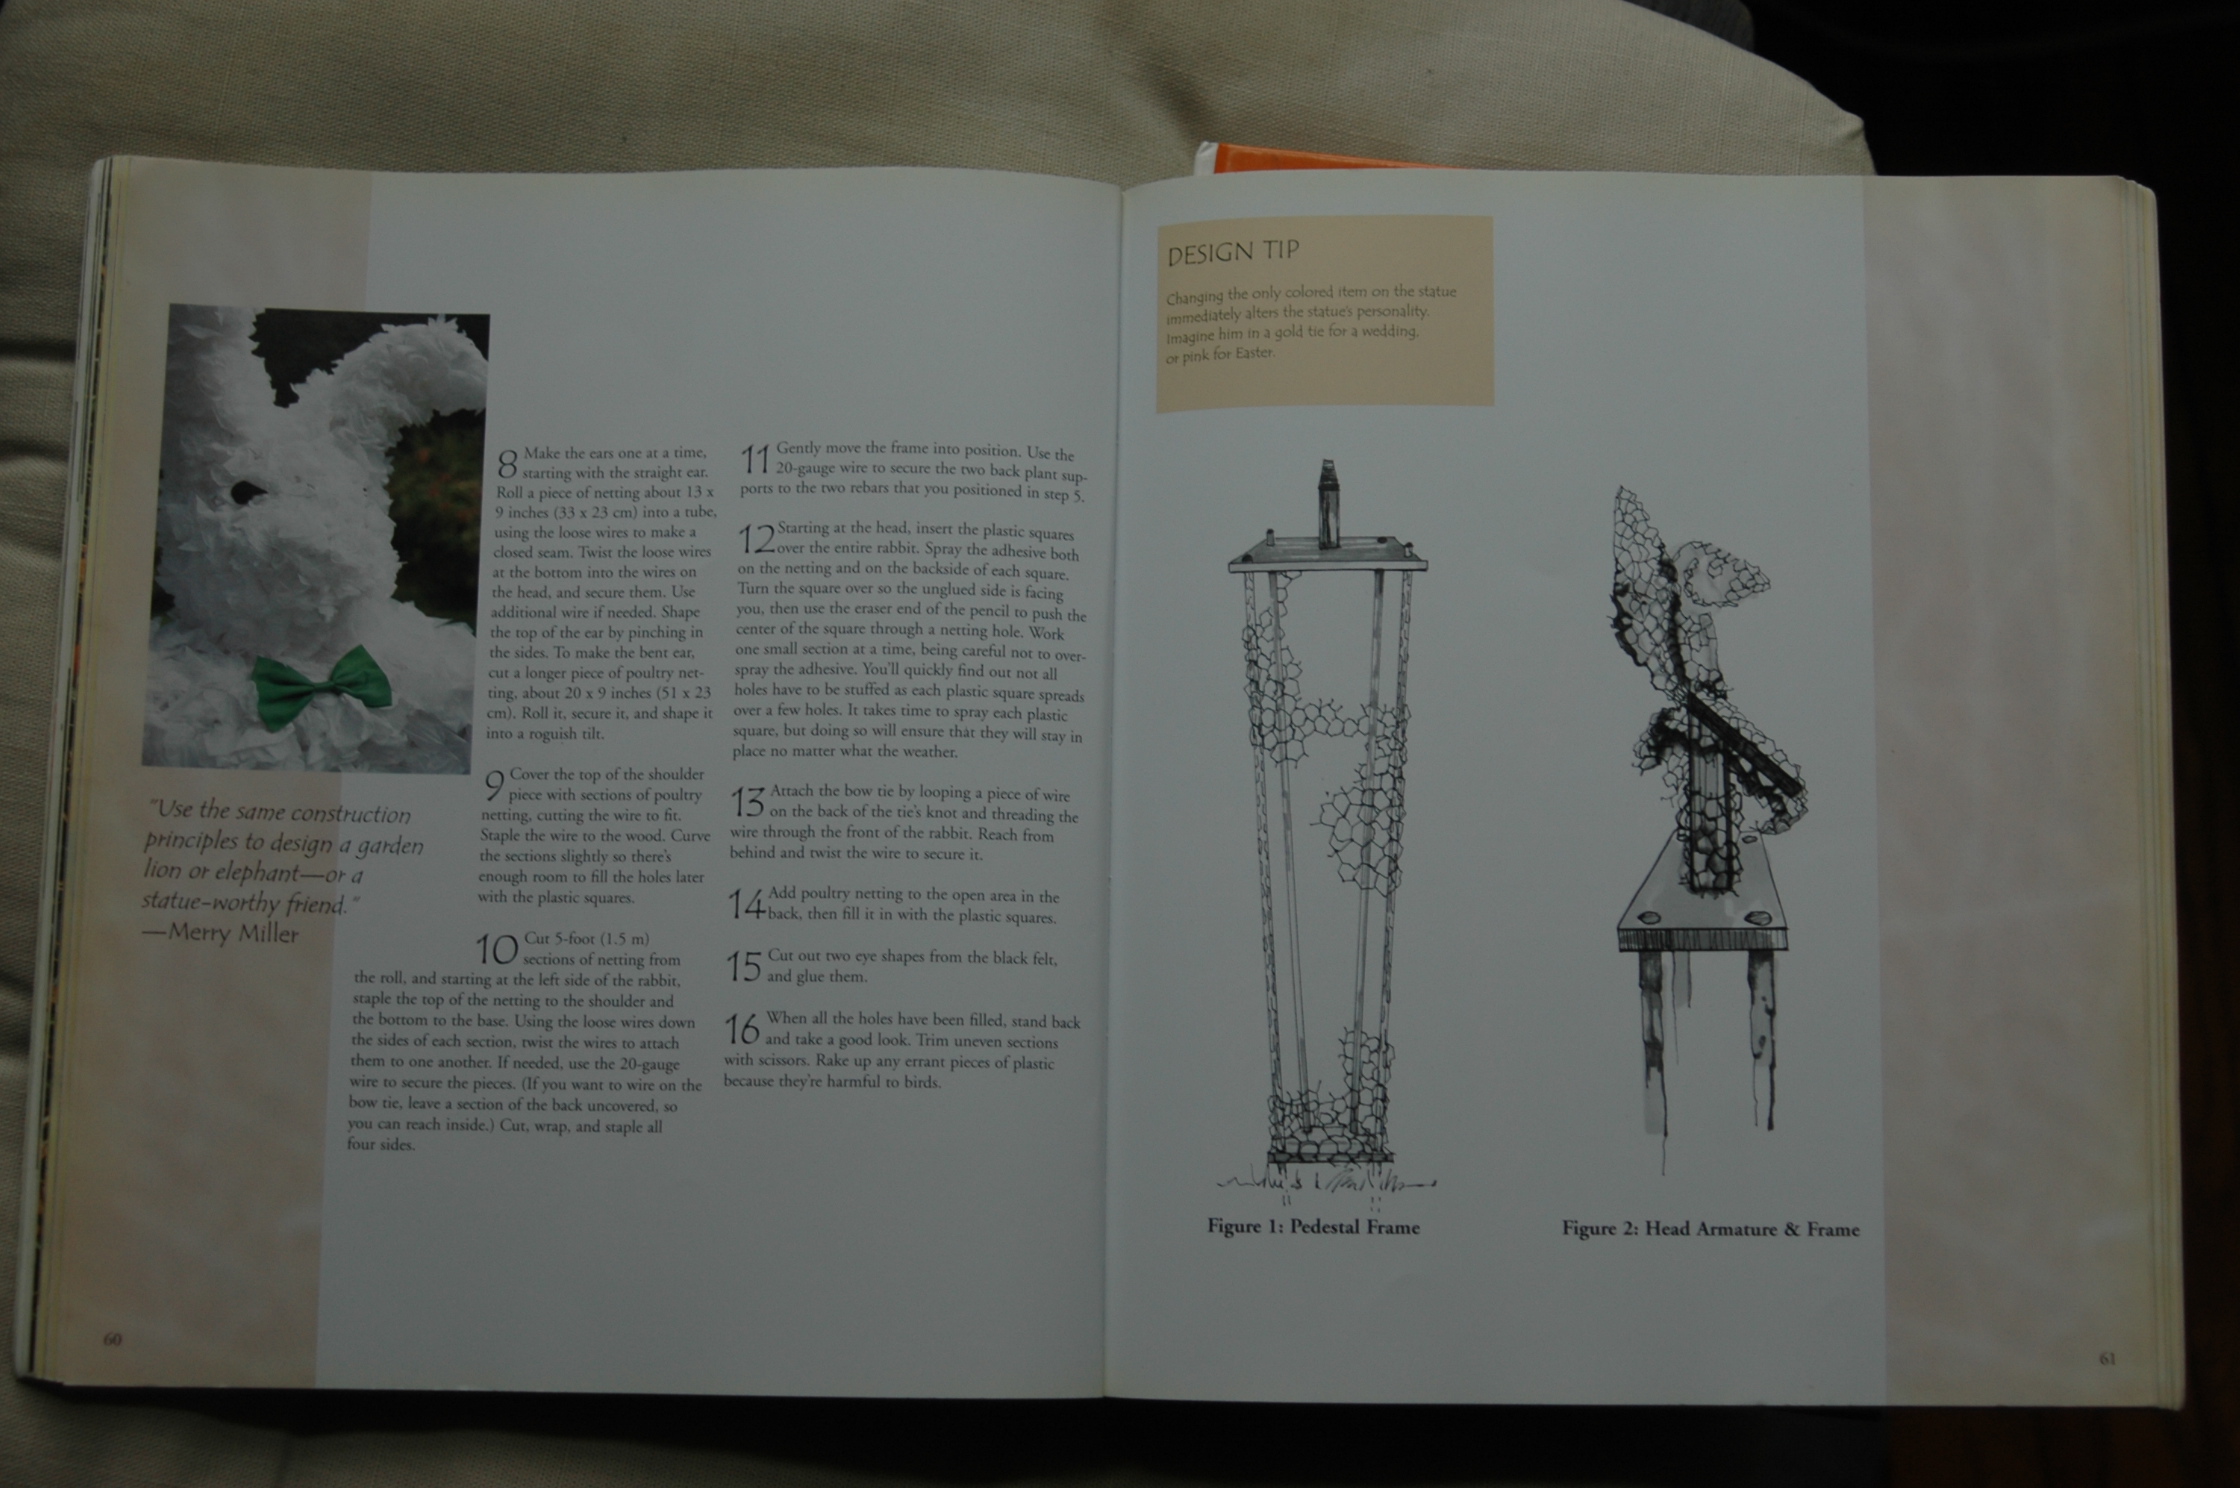 "Use the same construction
principles to design a garden
lion or elephant—or a
statue-worthy friend."
—Merry Miller
60
8 Make the ears one at a time,
starting with the straight ear.
Roll a piece of netting about 13 x
9 inches (33 x 23 cm) into a tube,
using the loose wires to make a
closed seam. Twist the loose wires
at the bottom into the wires on
the head, and secure them. Use
additional wire if needed. Shape
the top of the ear by pinching in
the sides. To make the bent ear,
cut a longer piece of poultry net-
ting, about 20 x 9 inches (51 x 23
cm). Roll it, secure it, and shape it
into a roguish tilt.
9 Cover the top of the shoulder
piece with sections of poultry
netting, cutting the wire to fit.
Staple the wire to the wood. Curve
the sections slightly so there's
enough room to fill the holes later
with the plastic squares.
10 Cut 5-foot (1.5 m)
sections of netting from
the roll, and starting at the left side of the rabbit,
staple the top of the netting to the shoulder and
the bottom to the base. Using the loose wires down
the sides of each section, twist the wires to attach
them to one another. If needed, use the 20-gauge
wire to secure the pieces. (If you want to wire on the
bow tie, leave a section of the back uncovered, so
you can reach inside.) Cut, wrap, and staple all
four sides.
11 Gently move the frame into position. Use the
20-gauge wire to secure the two back plant sup-
ports to the two rebars that you positioned in step 5.
12 Starting at the head, insert the plastic squares
over the entire rabbit. Spray the adhesive both
on the netting and on the backside of each square.
Turn the square over so the unglued side is facing
you, then use the eraser end of the pencil to push the
center of the square through a netting hole. Work
one small section at a time, being careful not to over-
spray the adhesive. You'll quickly find out not all
holes have to be stuffed as each plastic square spreads
over a few holes. It takes time to spray each plastic
square, but doing so will ensure that they will stay in
place no matter what the weather.
13 Attach the bow tie by looping a piece of wire
on the back of the tie's knot and threading the
wire through the front of the rabbit. Reach from
behind and twist the wire to secure it.
14 Add poultry netting to the open area in the
back, then fill it in with the plastic squares.
15 Cut out two eye shapes from the black felt,
and glue them.
16 When all the holes have been filled, stand back
and take a good look. Trim uneven sections
with scissors. Rake up any errant pieces of plastic
because they're harmful to birds.
DESIGN TIP
Changing the only colored item on the statue
immediately alters the statue's personality.
Imagine him in a gold tie for a wedding,
or pink for Easter.
Figure 1: Pedestal Frame
Figure 2: Head Armature & Frame
61